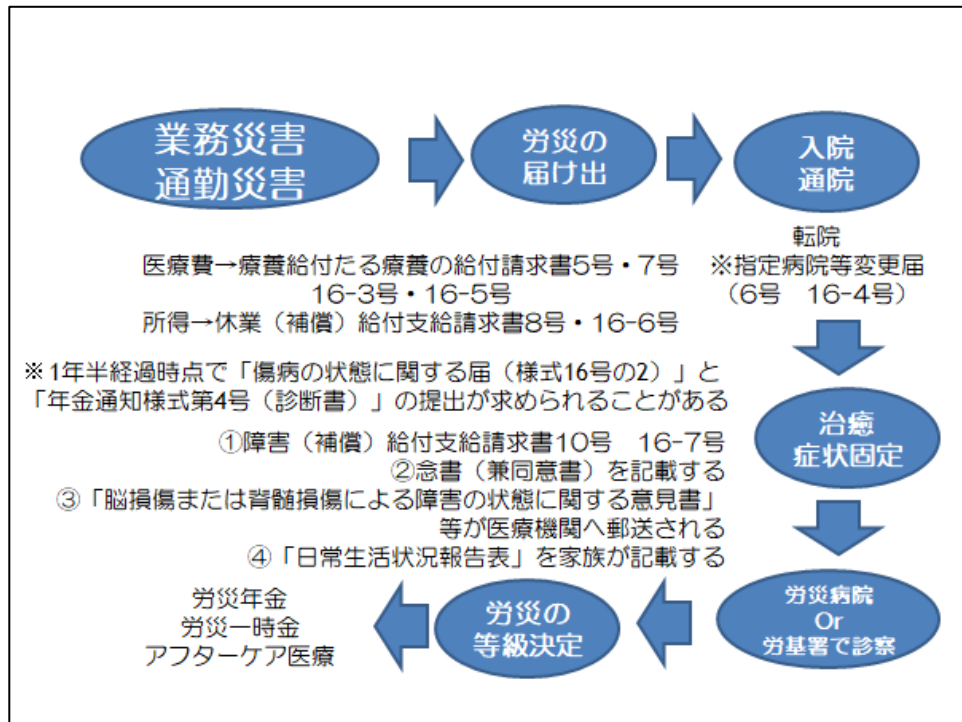 業務災害
通勤災害
労災の
届け出
入院
通院
転院
※指定病院等変更届
（6号　16-4号）
医療費→療養給付たる療養の給付請求書5号・7号
16-3号・16-5号
所得→休業（補償）給付支給請求書8号・16-6号
※1年半経過時点で「傷病の状態に関する届（様式16号の2）」と
「年金通知様式第4号（診断書）」の提出が求められることがある
治癒
症状固定
①障害（補償）給付支給請求書10号　16-7号
②念書（兼同意書）を記載する
③「脳損傷または脊髄損傷による障害の状態に関する意見書」
等が医療機関へ郵送される
④「日常生活状況報告表」を家族が記載する
労災病院
Or
労基署で診察
労災の
等級決定
労災年金
労災一時金
アフターケア医療